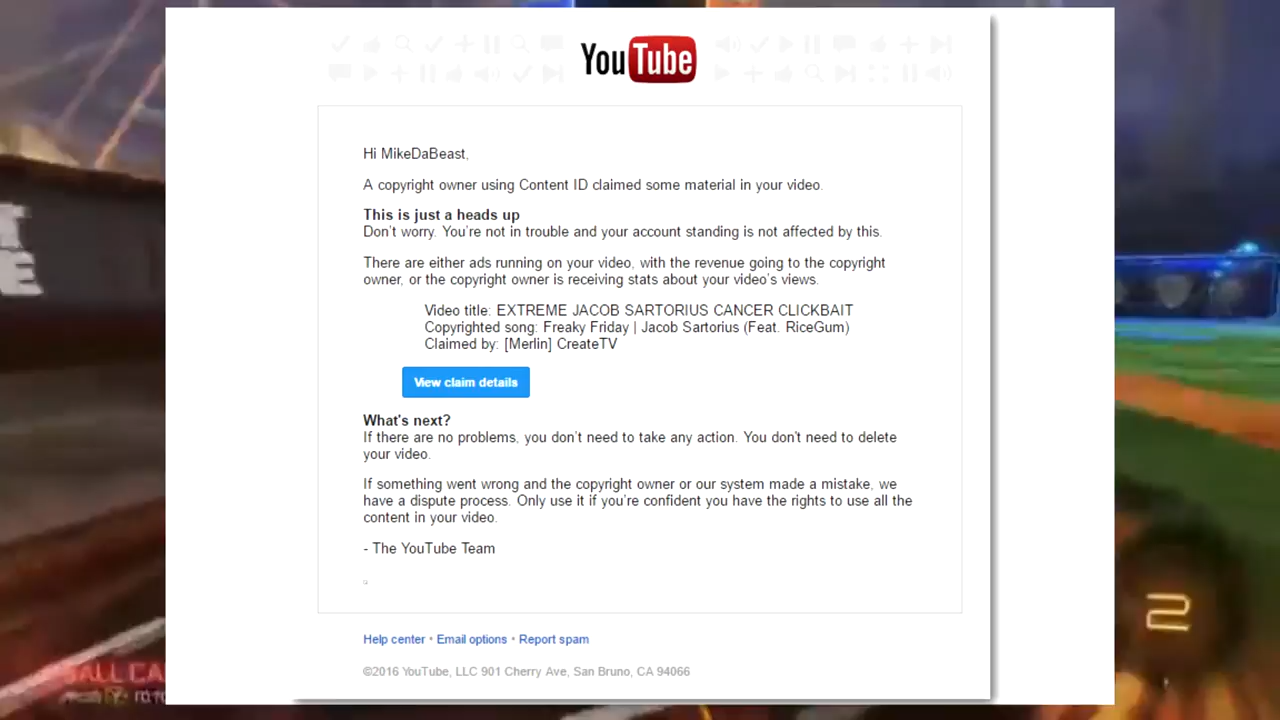 YouTube
Hi MikeDaBeast,
A copyright owner using Content ID claimed some material in your video.
This is just a heads up
Don't worry. You're not in trouble and your account standing is not affected by this.
There are either ads running on your video, with the revenue going to the copyright
owner, or the copyright owner is receiving stats about your video's views.
Video title: EXTREME JACOB SARTORIUS CANCER CLICKBAIT
Copyrighted song: Freaky Friday | Jacob Sartorius (Feat. RiceGum)
Claimed by: [Merlin] CreateTV
View claim details
What's next?
If there are no problems, you don't need to take any action. You don't need to delete
your video.
If something went wrong and the copyright owner or our system made a mistake, we
have a dispute process. Only use it if you're confident you have the rights to use all the
content in your video.
- The YouTube Team
2
Help center • Email options • Report spam
©2016 YouTube, LLC 901 Cherry Ave, San Bruno, CA 94066